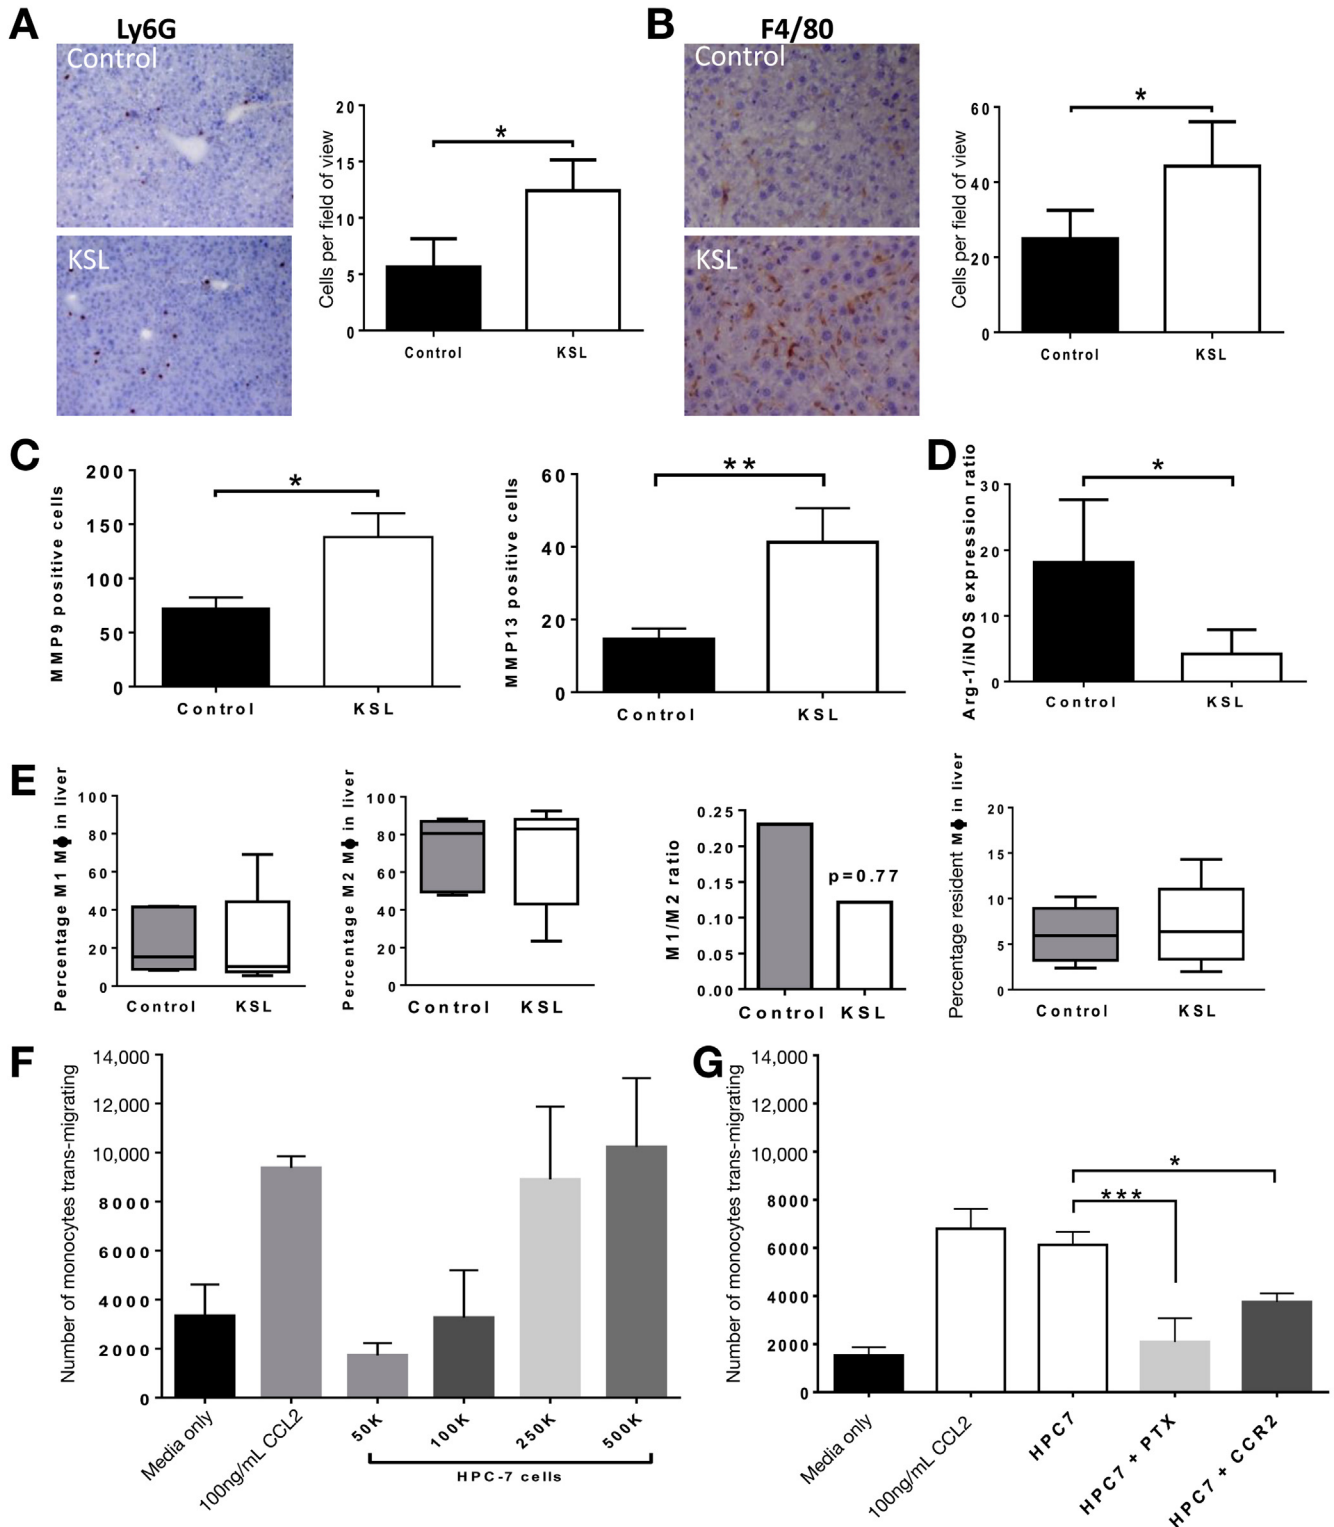 A
Ly6G
Control
KSL
Cells per field of view
20
15
10
5
0
*
Control
KSL
B
F4/80
Control
KSL
Cells per field of view
60
40
20
0
*
Control
KSL
C
MMP9 positive cells
200
150
100
50
0
*
Control
KSL
MMP13 positive cells
60
40
20
0
**
Control
KSL
D
Arg-1/iNOS expression ratio
30
20
10
0
*
Control
KSL
E
Percentage M1 MΦ in liver
100
80
60
40
20
0
Control
KSL
Percentage M2 MΦ in liver
100
80
60
40
20
0
Control
KSL
M1/M2 ratio
0.25
0.20
0.15
0.10
0.05
0.00
p=0.77
Control
KSL
Percentage resident MΦ in liver
20
15
10
5
0
Control
KSL
F
Number of monocytes trans-migrating
14,000
12,000
10,000
8000
6000
4000
2000
0
Media only
100ng/mL CCL2
50K
100K
250K
500K
HPC-7 cells
G
Number of monocytes trans-migrating
14,000
12,000
10,000
8000
6000
4000
2000
0
*
***
Media only
100ng/mL CCL2
HPC7
HPC7 + PTX
HPC7 + CCR2